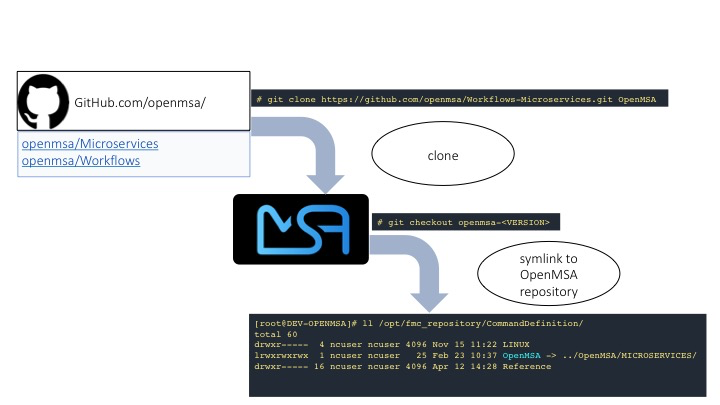 GitHub.com/openmsa/
# git clone https://github.com/openmsa/Workflows-Microservices.git OpenMSA
openmsa/Microservices
openmsa/Workflows
clone
MSA
# git checkout openmsa-<VERSION>
symlink to
OpenMSA
repository
[root@DEV-OPENMSA]# ll /opt/fmc_repository/CommandDefinition/
total 60
drwxr-----  4 ncuser ncuser 4096 Nov 15 11:22 LINUX
lrwxrwxrwx  1 ncuser ncuser   25 Feb 23 10:37 OpenMSA -> ../OpenMSA/MICROSERVICES/
drwxr----- 16 ncuser ncuser 4096 Apr 12 14:28 Reference